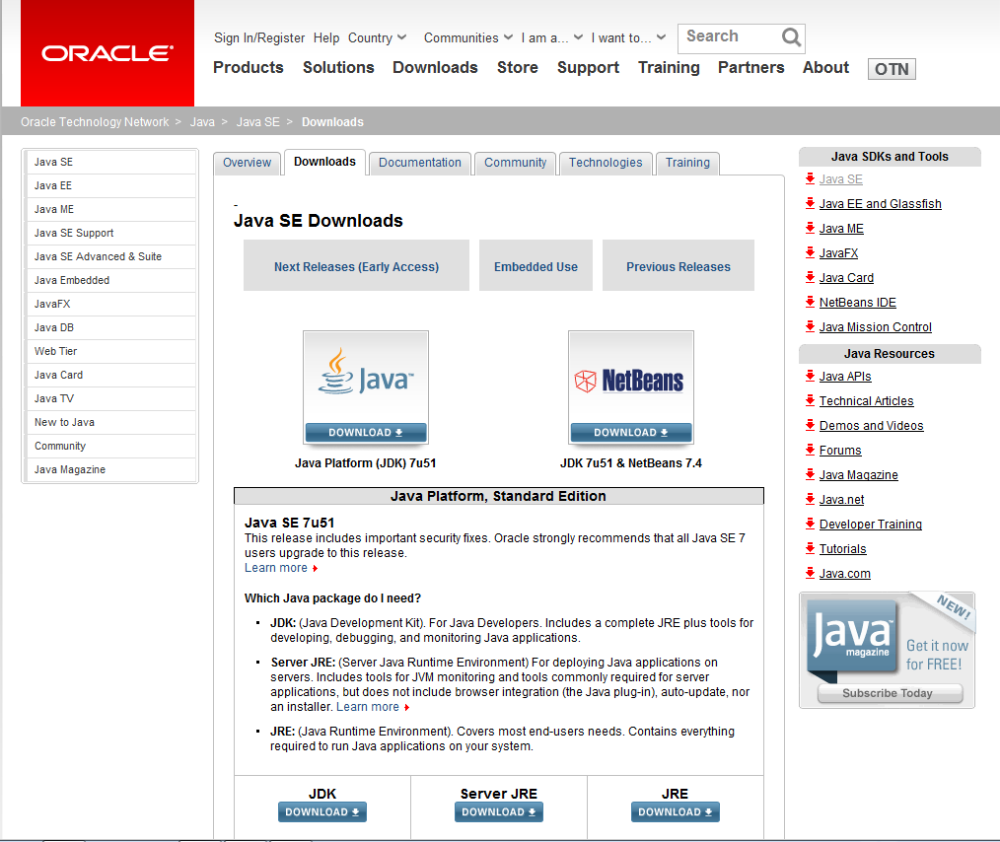 ORACLE
Sign In/Register Help Country Communities I am a... I want to... Search
Products Solutions Downloads Store Support Training Partners About OTN
Oracle Technology Network > Java > Java SE > Downloads
Java SE
Java EE
Java ME
Java SE Support
Java SE Advanced & Suite
Java Embedded
JavaFX
Java DB
Web Tier
Java Card
Java TV
New to Java
Community
Java Magazine
Overview Downloads Documentation Community Technologies Training
-
Java SE Downloads
Next Releases (Early Access) Embedded Use Previous Releases
Java™ NetBeans
DOWNLOAD DOWNLOAD
Java Platform (JDK) 7u51 JDK 7u51 & NetBeans 7.4
Java Platform, Standard Edition
Java SE 7u51
This release includes important security fixes. Oracle strongly recommends that all Java SE 7
users upgrade to this release.
Learn more
Which Java package do I need?
JDK: (Java Development Kit). For Java Developers. Includes a complete JRE plus tools for
developing, debugging, and monitoring Java applications.
Server JRE: (Server Java Runtime Environment) For deploying Java applications on
servers. Includes tools for JVM monitoring and tools commonly required for server
applications, but does not include browser integration (the Java plug-in), auto-update, nor
an installer. Learn more
JRE: (Java Runtime Environment). Covers most end-users needs. Contains everything
required to run Java applications on your system.
JDK Server JRE JRE
DOWNLOAD DOWNLOAD DOWNLOAD
Java SDKs and Tools
Java SE
Java EE and Glassfish
Java ME
JavaFX
Java Card
NetBeans IDE
Java Mission Control
Java Resources
Java APIs
Technical Articles
Demos and Videos
Forums
Java Magazine
Java.net
Developer Training
Tutorials
Java.com
NEW!
Java™
magazine
Get it now
for FREE!
Subscribe Today